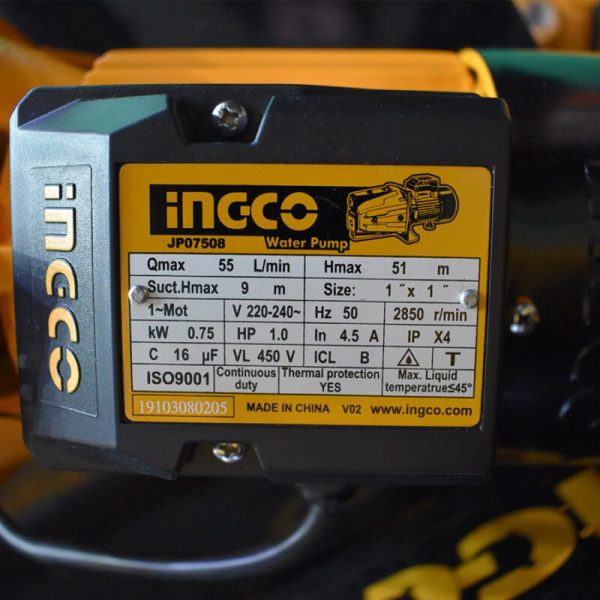 INGCO
INGCO
JP07508 Water Pump
Qmax 55 L/min Hmax 51 m
Suct.Hmax 9 m Size: 1 ″x 1 ″
1~Mot V 220-240~ Hz 50 2850 r/min
kW 0.75 HP 1.0 In 4.5 A IP X4
C 16 µF VL 450 V ICL B T
ISO9001 Continuous duty Thermal protection YES Max. Liquid temperatrue≤45°
19103080205 MADE IN CHINA V02 www.ingco.com